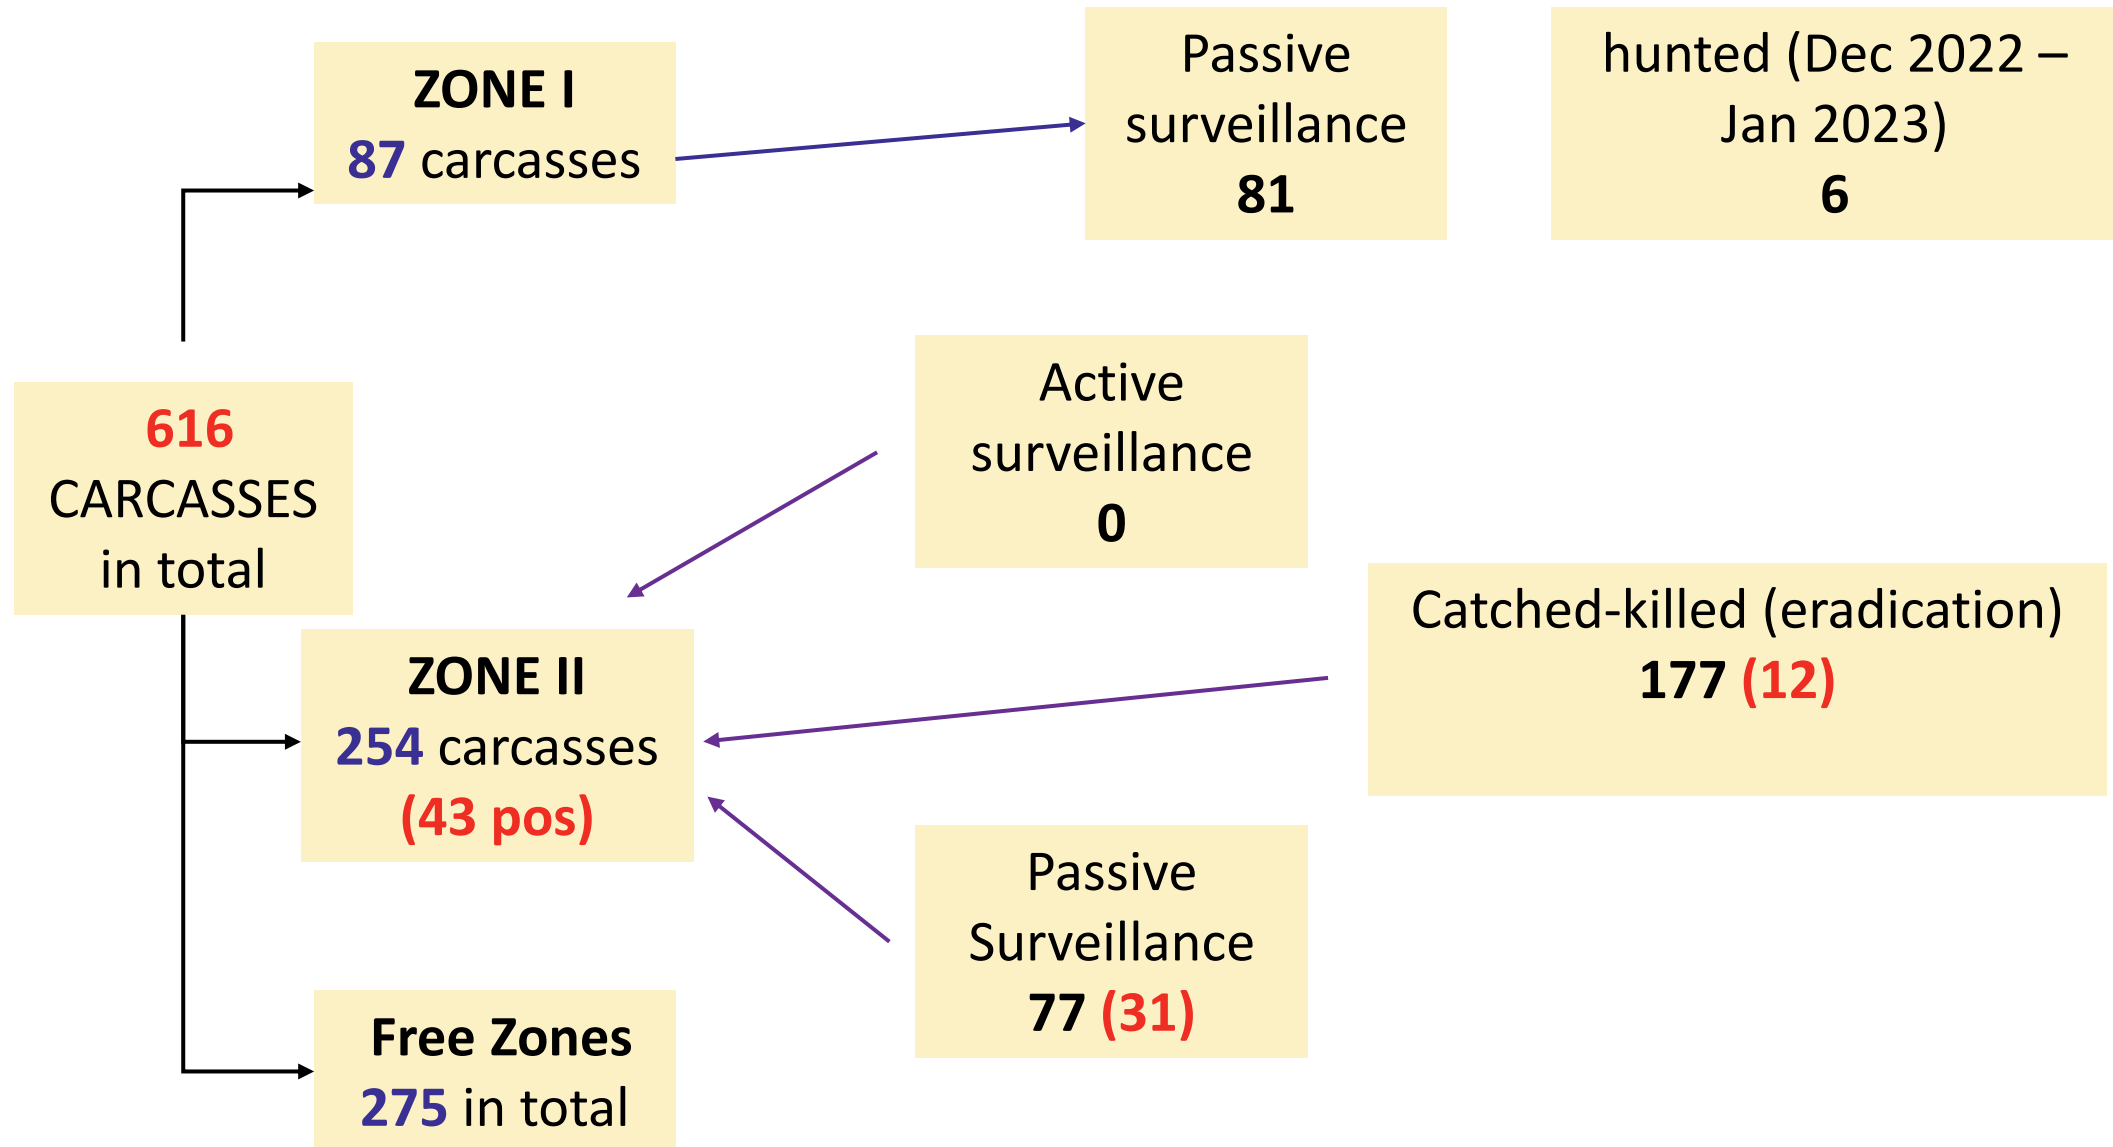 ZONE I
87 carcasses
Passive
surveillance
81
hunted (Dec 2022 –
Jan 2023)
6
616
CARCASSES
in total
Active
surveillance
0
ZONE II
254 carcasses
(43 pos)
Catched-killed (eradication)
177 (12)
Passive
Surveillance
77 (31)
Free Zones
275 in total